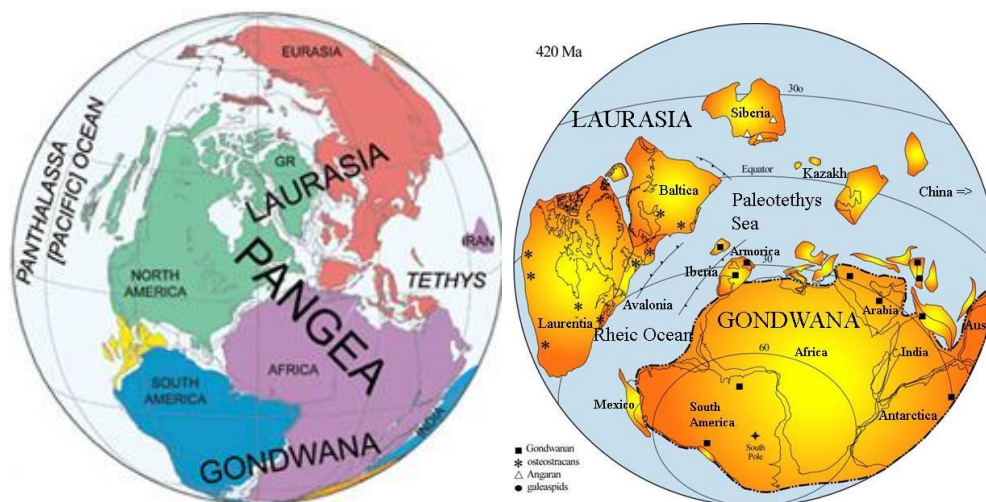 EURASIA
PANTHALASSA
[PACIFIC] OCEAN
GR
LAURASIA
PANGEA
IRAN
TETHYS
NORTH
AMERICA
AFRICA
SOUTH
AMERICA
INDIA
GONDWANA
420 Ma
30o
Siberia
LAURASIA
Equator
Kazakh
China =>
Baltica
Paleotethys
Sea
Armorica
30
Iberia
Avalonia
Arabia
Laurentia
Rheic Ocean
GONDWANA
Aus
India
60
Africa
Mexico
South
America
Antarctica
South
Pole
Gondwanan
osteostracans
Angaran
galeaspids